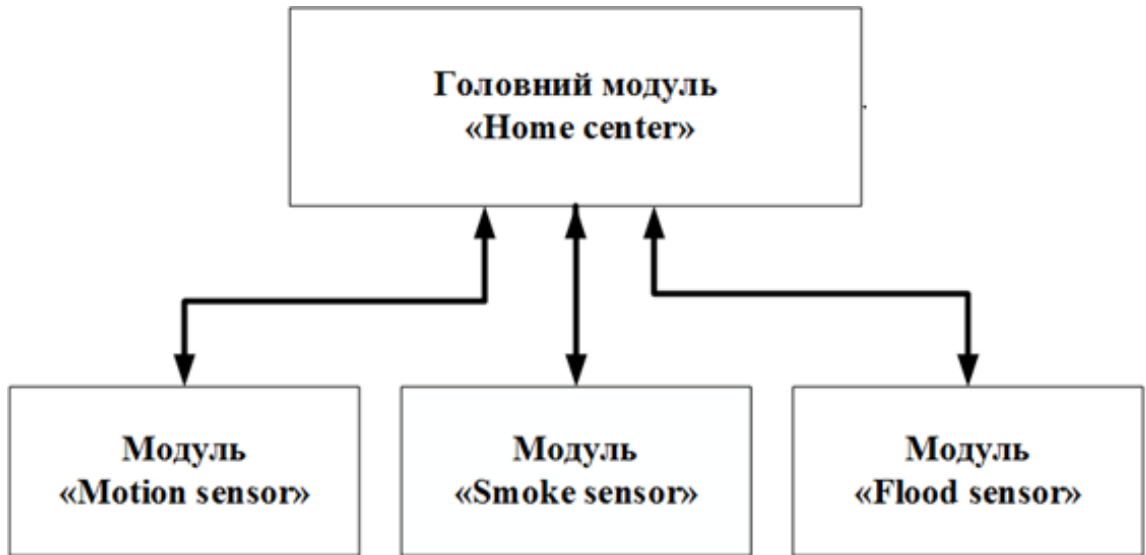 Головний модуль
«Home center»
Модуль
«Motion sensor»
Модуль
«Smoke sensor»
Модуль
«Flood sensor»